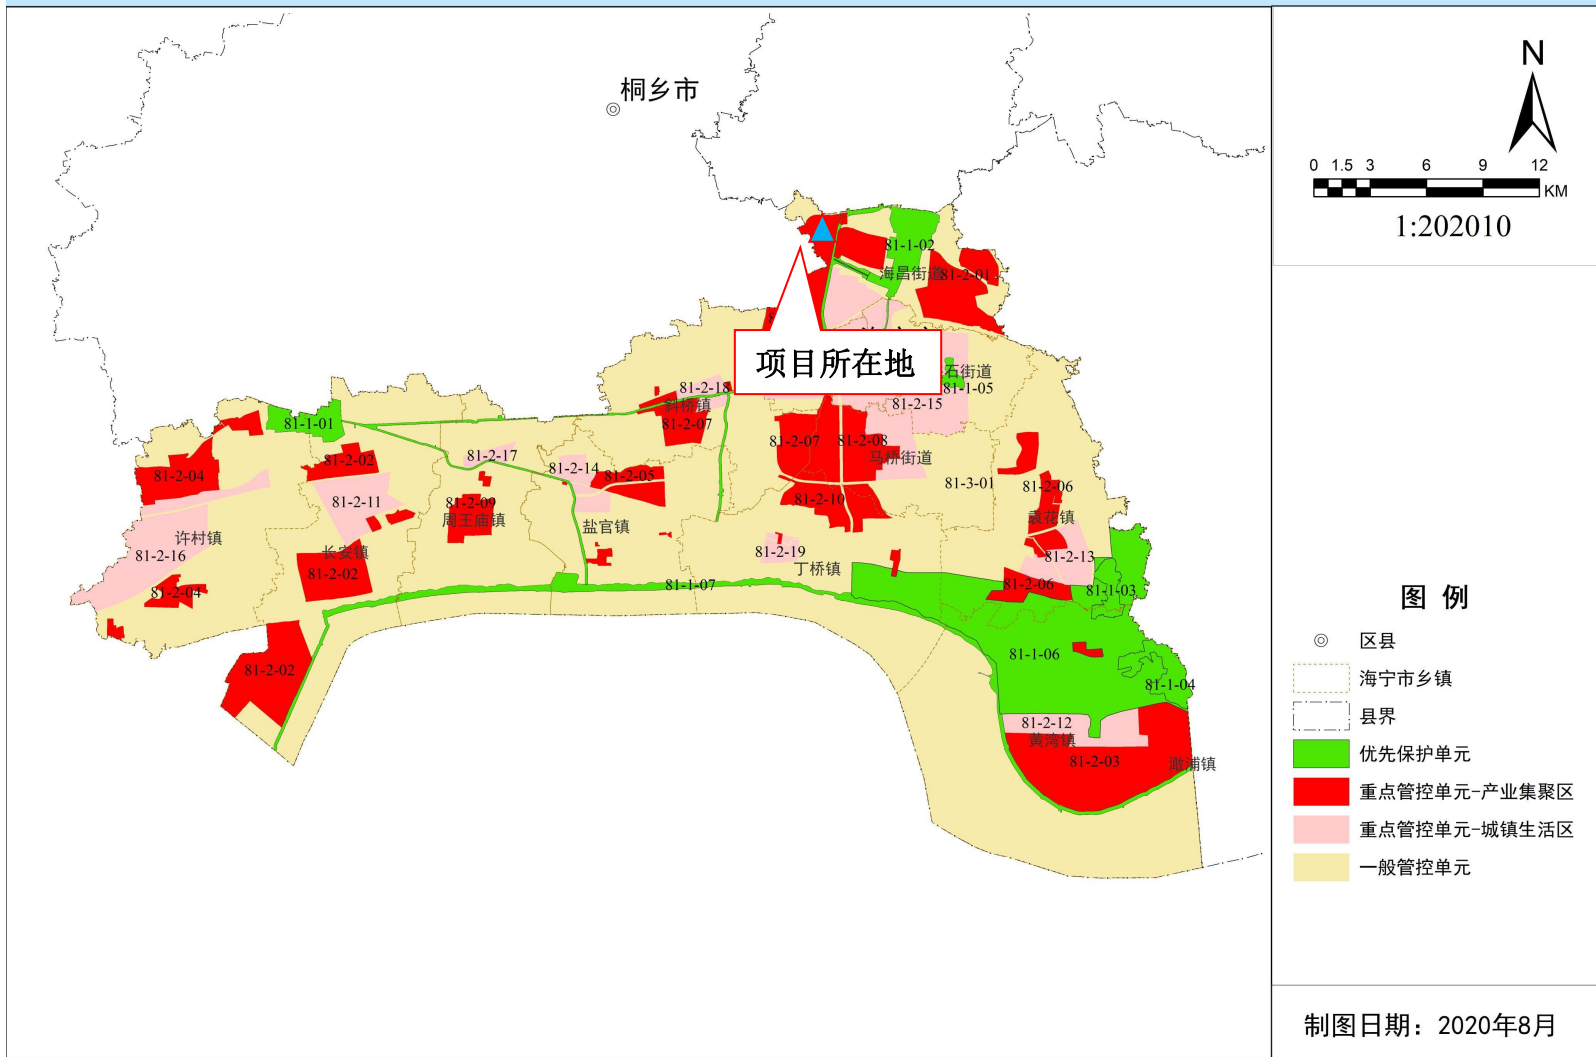 桐乡市
N
0 1.5 3 6 9 12
KM
1:202010
81-1-02
海昌街道
81-2-01
项目所在地
石街道
81-1-05
81-2-15
81-2-18
斜桥镇
81-2-07
81-1-01
81-2-07
81-2-08
马桥街道
81-2-04
81-2-02
81-2-17
81-2-14
81-2-05
81-2-11
81-2-09
周王庙镇
盐官镇
81-2-10
81-3-01
81-2-06
袁花镇
许村镇
81-2-16
长安镇
81-2-02
81-2-19
丁桥镇
81-2-13
81-2-04
81-1-07
81-2-06
81-1-03
81-2-02
81-1-06
81-1-04
81-2-12
黄湾镇
81-2-03
澉浦镇
图 例
区县
海宁市乡镇
县界
优先保护单元
重点管控单元-产业集聚区
重点管控单元-城镇生活区
一般管控单元
制图日期：2020年8月